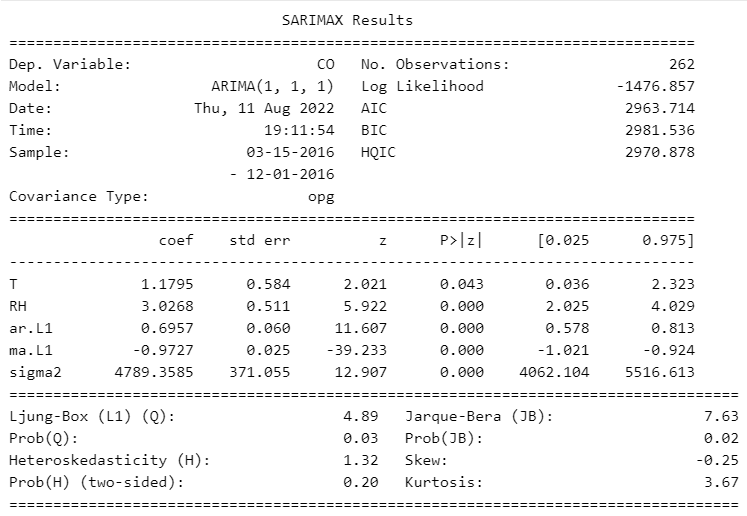 SARIMAX Results
==============================================================================
Dep. Variable: CO No. Observations: 262
Model: ARIMA(1, 1, 1) Log Likelihood -1476.857
Date: Thu, 11 Aug 2022 AIC 2963.714
Time: 19:11:54 BIC 2981.536
Sample: 03-15-2016 HQIC 2970.878
- 12-01-2016
Covariance Type: opg
==============================================================================
coef std err z P>|z| [0.025 0.975]
------------------------------------------------------------------------------
T 1.1795 0.584 2.021 0.043 0.036 2.323
RH 3.0268 0.511 5.922 0.000 2.025 4.029
ar.L1 0.6957 0.060 11.607 0.000 0.578 0.813
ma.L1 -0.9727 0.025 -39.233 0.000 -1.021 -0.924
sigma2 4789.3585 371.055 12.907 0.000 4062.104 5516.613
===================================================================================
Ljung-Box (L1) (Q): 4.89 Jarque-Bera (JB): 7.63
Prob(Q): 0.03 Prob(JB): 0.02
Heteroskedasticity (H): 1.32 Skew: -0.25
Prob(H) (two-sided): 0.20 Kurtosis: 3.67
===================================================================================